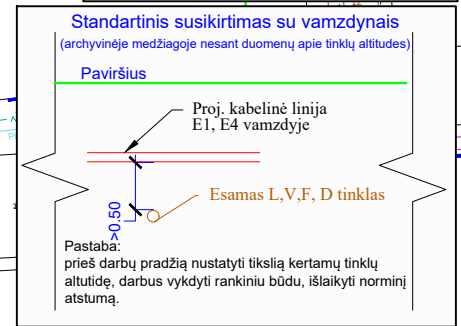 Standartinis susikirtimas su vamzdynais
(archyvinėje medžiagoje nesant duomenų apie tinklų altitudes)
Paviršius
Proj. kabelinė linija
E1, E4 vamzdyje
Esamas L,V,F, D tinklas
>0.50
Pastaba:
prieš darbų pradžią nustatyti tikslią kertamų tinklų
altutidę, darbus vykdyti rankiniu būdu, išlaikyti norminį
atstumą.